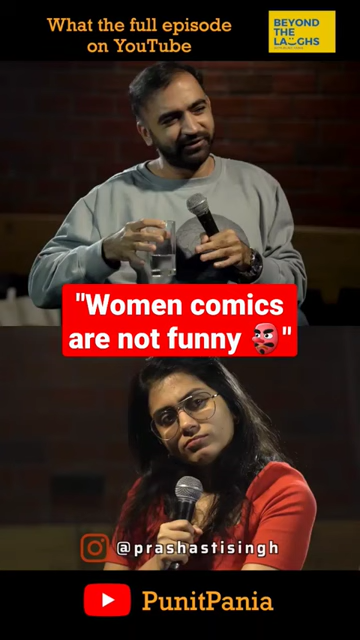 What the full episode
on YouTube
BEYOND
THE
LAUGHS
"Women comics
are not funny 👺"
@prashastisingh
PunitPania